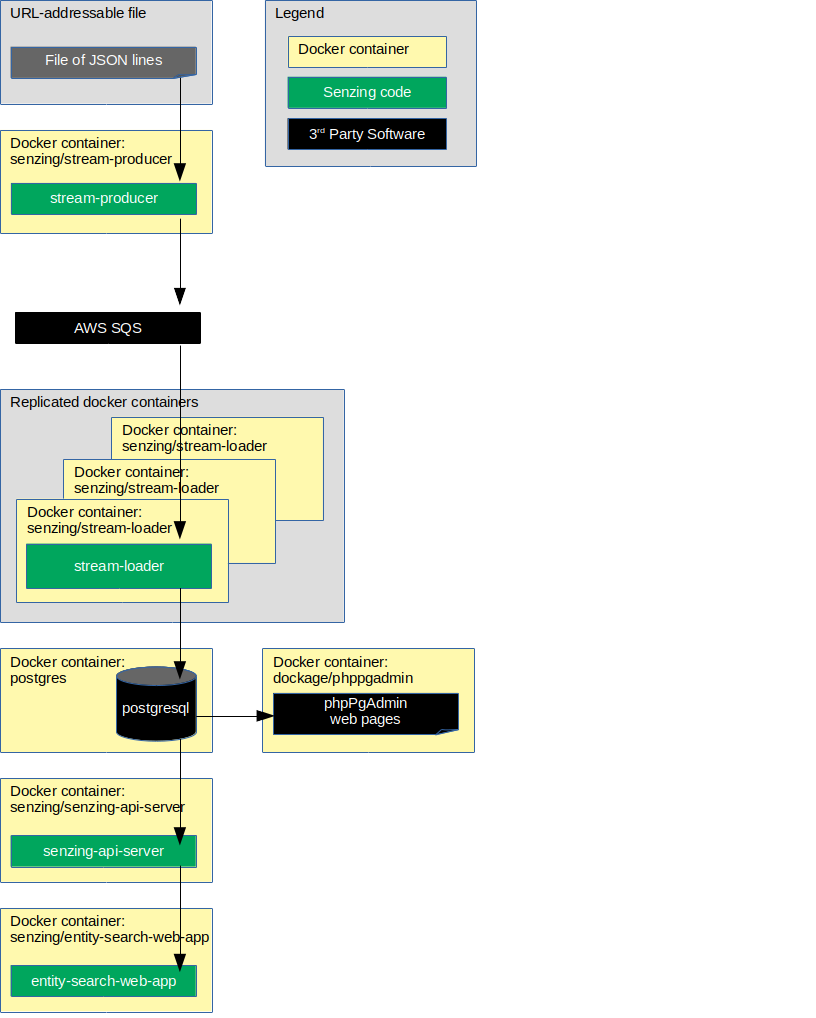 URL-addressable file
File of JSON lines
Legend
Docker container
Senzing code
3rd Party Software
Docker container:
senzing/stream-producer
stream-producer
AWS SQS
Replicated docker containers
Docker container:
senzing/stream-loader
Docker container:
senzing/stream-loader
Docker container:
senzing/stream-loader
stream-loader
Docker container:
postgres
postgresql
Docker container:
dockage/phppgadmin
phpPgAdmin
web pages
Docker container:
senzing/senzing-api-server
senzing-api-server
Docker container:
senzing/entity-search-web-app
entity-search-web-app